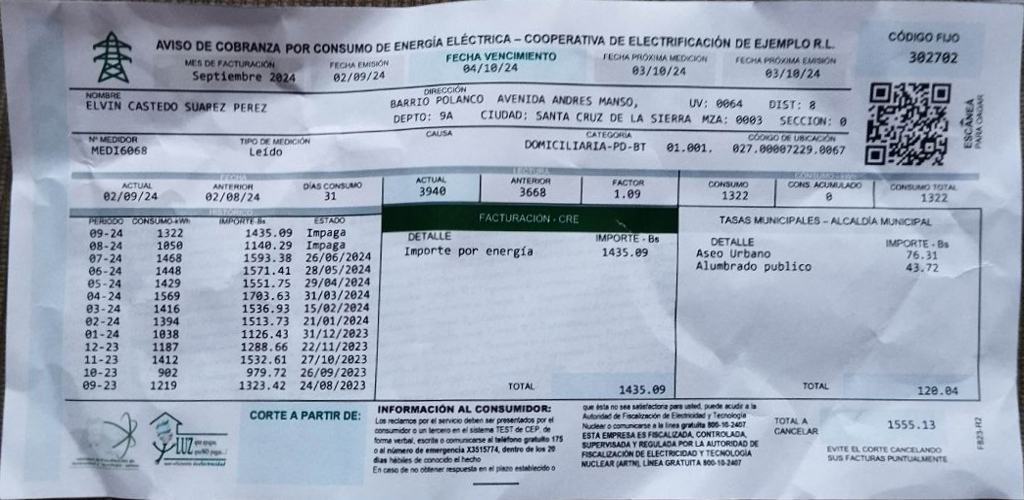 AVISO DE COBRANZA POR CONSUMO DE ENERGÍA ELÉCTRICA – COOPERATIVA DE ELECTRIFICACIÓN DE EJEMPLO R.L.
CÓDIGO FIJO
302702
MES DE FACTURACIÓN
Septiembre 2024
FECHA EMISIÓN
02/09/24
FECHA VENCIMIENTO
04/10/24
FECHA PRÓXIMA MEDICION
03/10/24
FECHA PRÓXIMA EMISIÓN
03/10/24
NOMBRE
ELVIN CASTEDO SUAREZ PEREZ
DIRECCIÓN
BARRIO POLANCO AVENIDA ANDRES MANSO, UV: 0064 DIST: 8
DEPTO: 9A CIUDAD: SANTA CRUZ DE LA SIERRA MZA: 0003 SECCION: 0
ESCANEA
PARA PAGAR
Nº MEDIDOR
MEDI6068
TIPO DE MEDICIÓN
Leído
CAUSA
CATEGORÍA
DOMICILIARIA-PD-BT 01.001.
CÓDIGO DE UBICACIÓN
027.00007229.0067
FECHA
ACTUAL ANTERIOR DÍAS CONSUMO
02/09/24 02/08/24 31
LECTURA
ACTUAL ANTERIOR FACTOR
3940 3668 1.09
CONSUMO CONS ACUMULADO CONSUMO TOTAL
1322 0 1322
HISTÓRICO
PERIODO CONSUMO-kWh IMPORTE-Bs ESTADO
09-24 1322 1435.09 Impaga
08-24 1050 1140.29 Impaga
07-24 1468 1593.38 26/06/2024
06-24 1448 1571.41 28/05/2024
05-24 1429 1551.75 29/04/2024
04-24 1569 1703.63 31/03/2024
03-24 1416 1536.93 15/02/2024
02-24 1394 1513.73 21/01/2024
01-24 1038 1126.43 31/12/2023
12-23 1187 1288.66 22/11/2023
11-23 1412 1532.61 27/10/2023
10-23 902 979.72 26/09/2023
09-23 1219 1323.42 24/08/2023
FACTURACIÓN - CRE
DETALLE IMPORTE - Bs
Importe por energía 1435.09
TOTAL 1435.09
TASAS MUNICIPALES – ALCALDÍA MUNICIPAL
DETALLE IMPORTE - Bs
Aseo Urbano 76.31
Alumbrado publico 43.72
TOTAL 120.04
LUZ
CORTE A PARTIR DE:
INFORMACIÓN AL CONSUMIDOR:
Los reclamos por el servicio deben ser presentados por el
consumidor o un tercero en el sistema TEST de CEP, de
forma verbal, escrita o comunicarse al teléfono gratuito 175
o al número de emergencia X3515774, dentro de los 20
días hábiles de conocido el hecho
En caso de no obtener respuesta en el plazo establecido o
que ésta no sea satisfactoria para usted, puede acudir a la
Autoridad de Fiscalización de Electricidad y Tecnología
Nuclear o comunicarse a la línea gratuita 800-10-2407
ESTA EMPRESA ES FISCALIZADA, CONTROLADA,
SUPERVISADA Y REGULADA POR LA AUTORIDAD DE
FISCALIZACIÓN DE ELECTRICIDAD Y TECNOLOGÍA
NUCLEAR (ARTN), LÍNEA GRATUITA 800-10-2407
TOTAL A
CANCELAR
1555.13
EVITE EL CORTE CANCELANDO
SUS FACTURAS PUNTUALMENTE
F823-R2